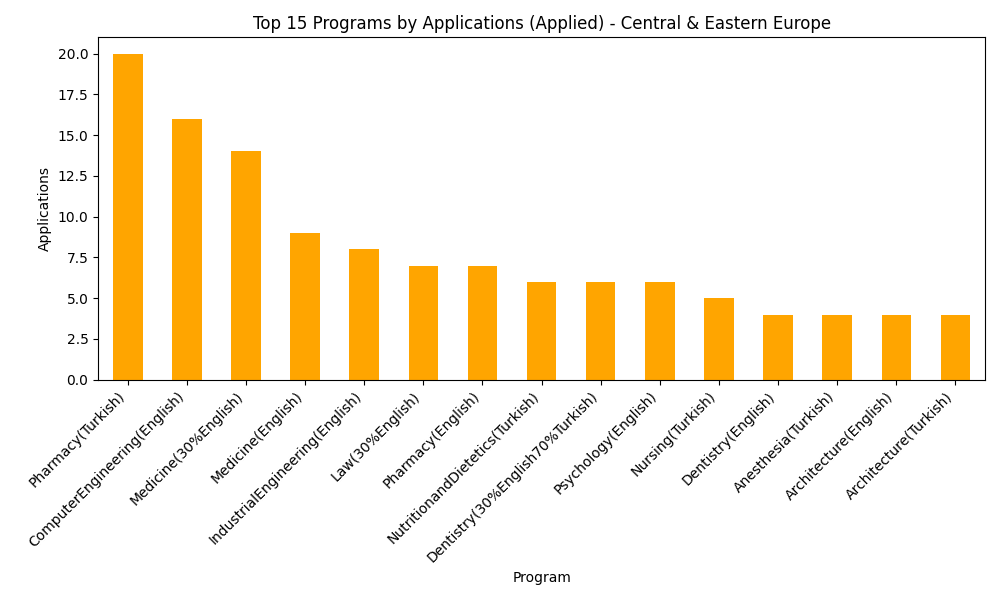 Top 15 Programs by Applications (Applied) - Central & Eastern Europe
Applications
20.0
17.5
15.0
12.5
10.0
7.5
5.0
2.5
0.0
Pharmacy(Turkish)
ComputerEngineering(English)
Medicine(30%English)
Medicine(English)
IndustrialEngineering(English)
Law(30%English)
Pharmacy(English)
NutritionandDietetics(Turkish)
Dentistry(30%English70%Turkish)
Psychology(English)
Nursing(Turkish)
Dentistry(English)
Anesthesia(Turkish)
Architecture(English)
Architecture(Turkish)
Program